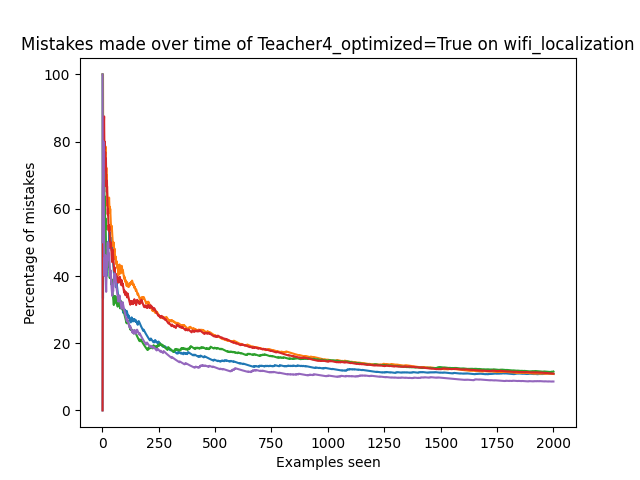 Mistakes made over time of Teacher4_optimized=True on wifi_localization
Percentage of mistakes
100
80
60
40
20
0
0 250 500 750 1000 1250 1500 1750 2000
Examples seen